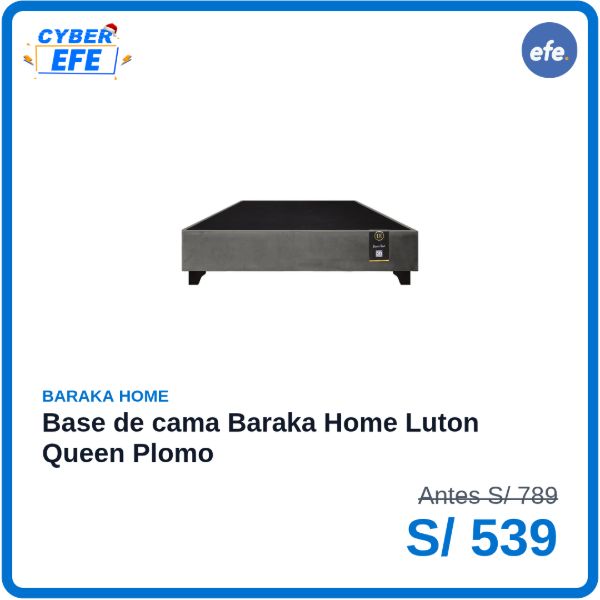 CYBER
EFE
efe.
BARAKA HOME
Base de cama Baraka Home Luton
Queen Plomo
Antes S/ 789
S/ 539